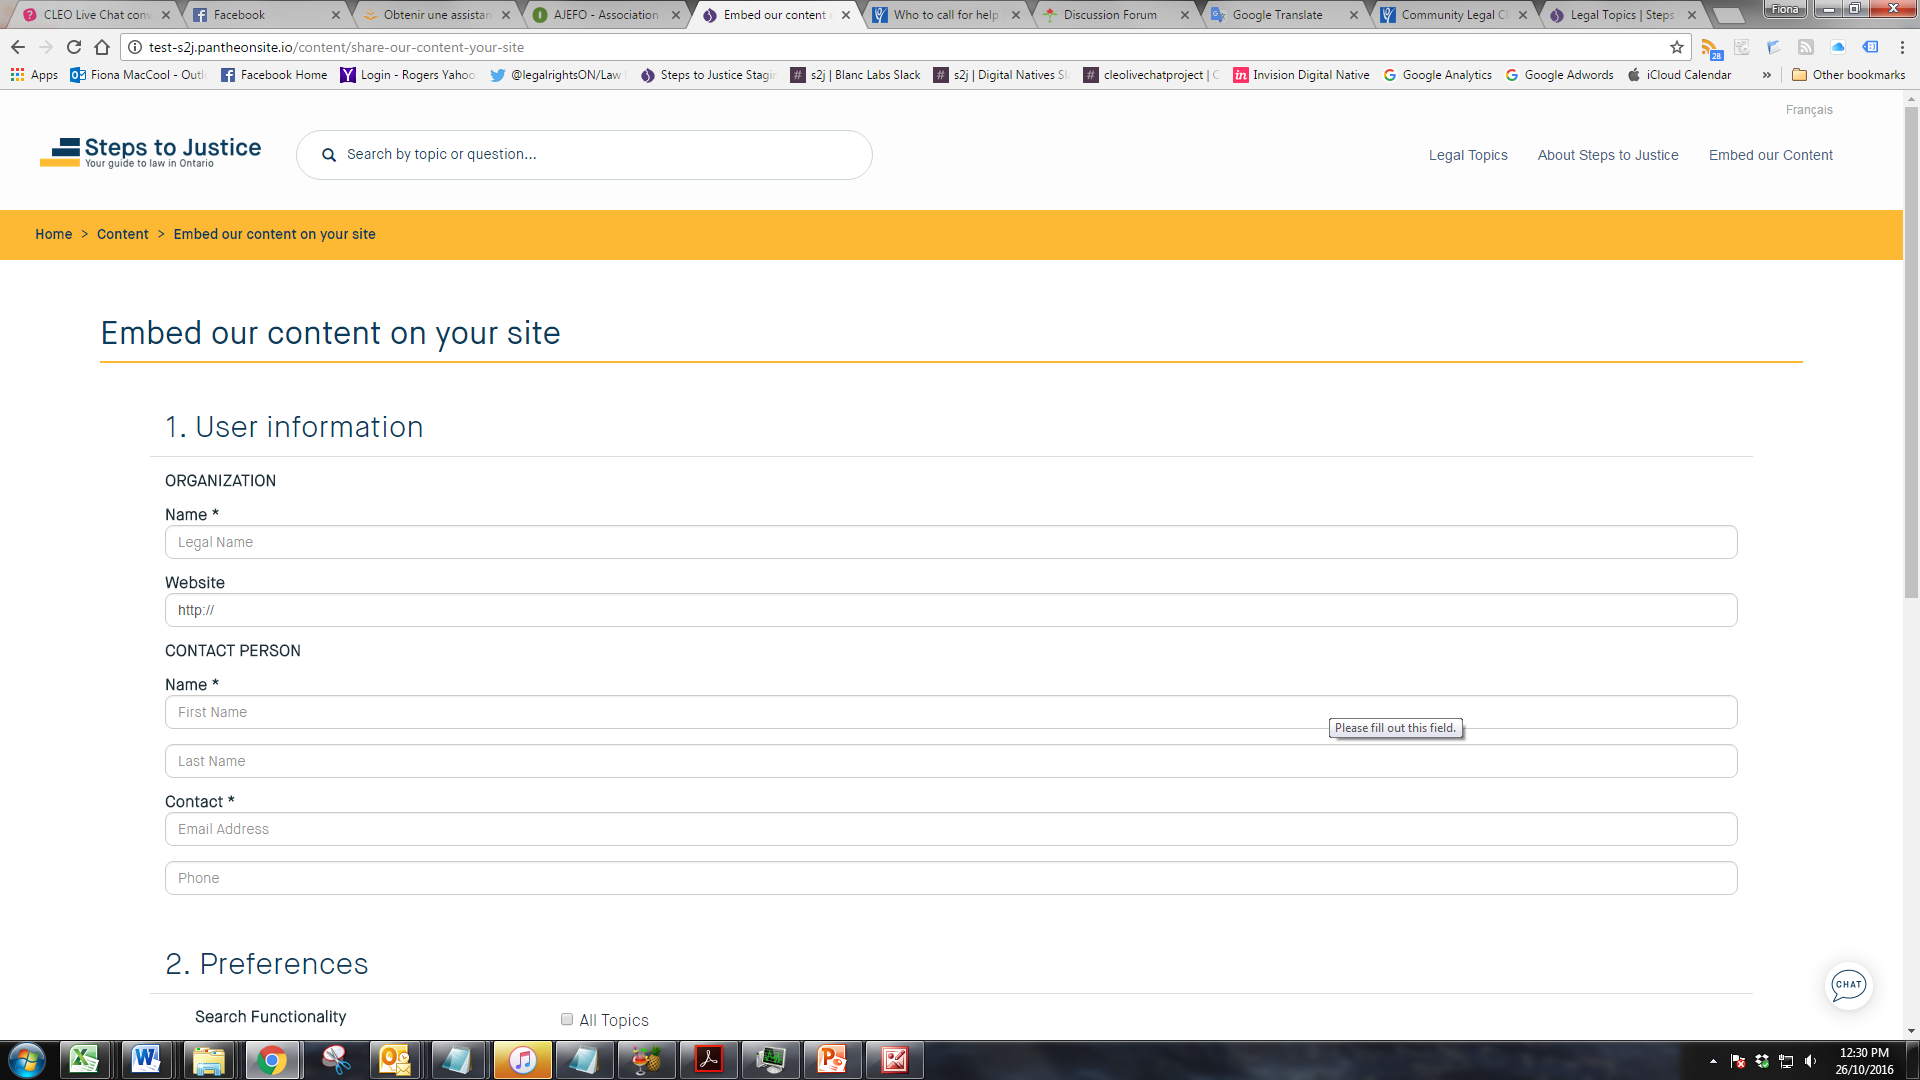 CLEO Live Chat con
Facebook
Obtenir une assistan
AJEFO - Association
Embed our content
Who to call for help
Discussion Forum
Google Translate
Community Legal Cl
Legal Topics | Steps
Fiona
test-s2j.pantheonsite.io/content/share-our-content-your-site
28
Apps
Fiona MacCool - Outl
Facebook Home
Login - Rogers Yahoo
@legalrightsON/Law
Steps to Justice Stagin
s2j | Blanc Labs Slack
s2j | Digital Natives Sl
cleolivechatproject | C
Invision Digital Native
Google Analytics
Google Adwords
iCloud Calendar
»
Other bookmarks
Français
Steps to Justice
Your guide to law in Ontario
Search by topic or question...
Legal Topics
About Steps to Justice
Embed our Content
Home > Content > Embed our content on your site
Embed our content on your site
1. User information
ORGANIZATION
Name *
Legal Name
Website
http://
CONTACT PERSON
Name *
First Name
Please fill out this field.
Last Name
Contact *
Email Address
Phone
2. Preferences
CHAT
Search Functionality
All Topics
12:30 PM
26/10/2016